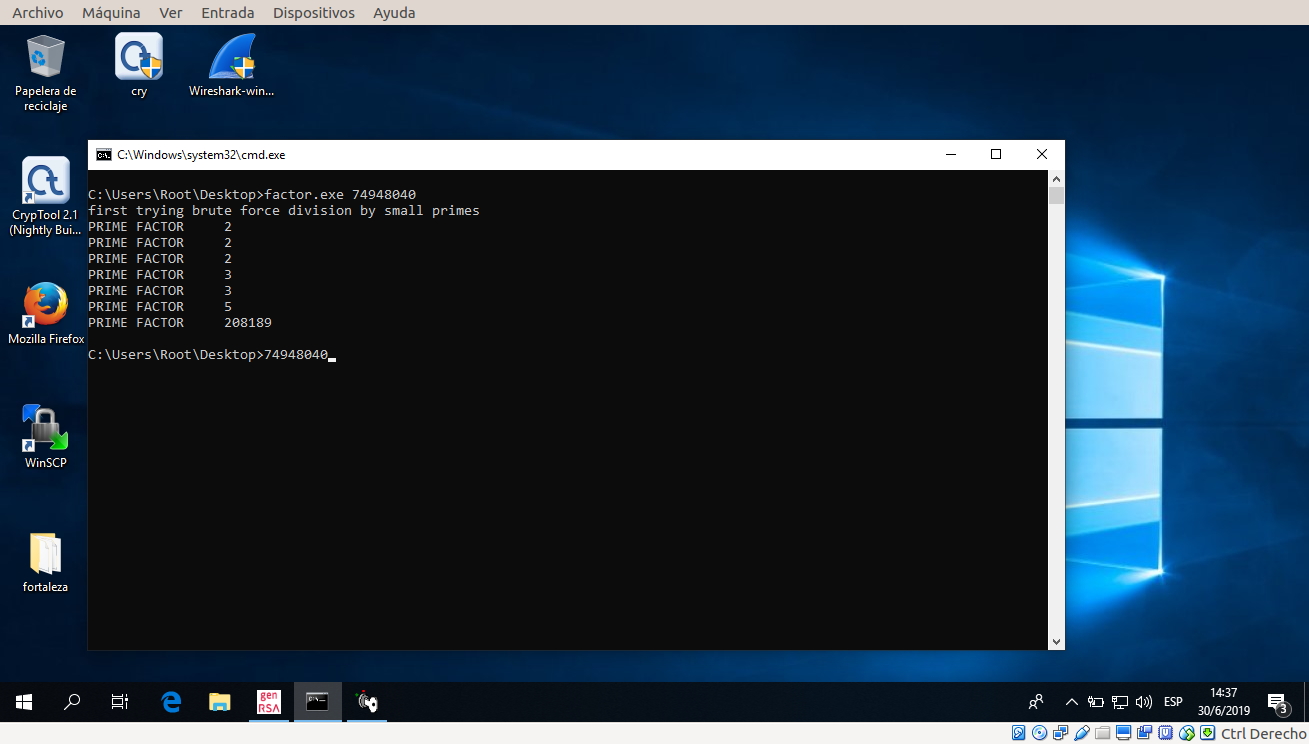 Archivo Máquina Ver Entrada Dispositivos Ayuda
Papelera de
reciclaje
cry
Wireshark-win...
CrypTool 2.1
(Nightly Bui...
Mozilla Firefox
WinSCP
fortaleza
C:\Windows\system32\cmd.exe
C:\Users\Root\Desktop>factor.exe 74948040
first trying brute force division by small primes
PRIME FACTOR 2
PRIME FACTOR 2
PRIME FACTOR 2
PRIME FACTOR 3
PRIME FACTOR 3
PRIME FACTOR 5
PRIME FACTOR 208189
C:\Users\Root\Desktop>74948040
gen
RSA
ESP
14:37
30/6/2019
3
Ctrl Derecho